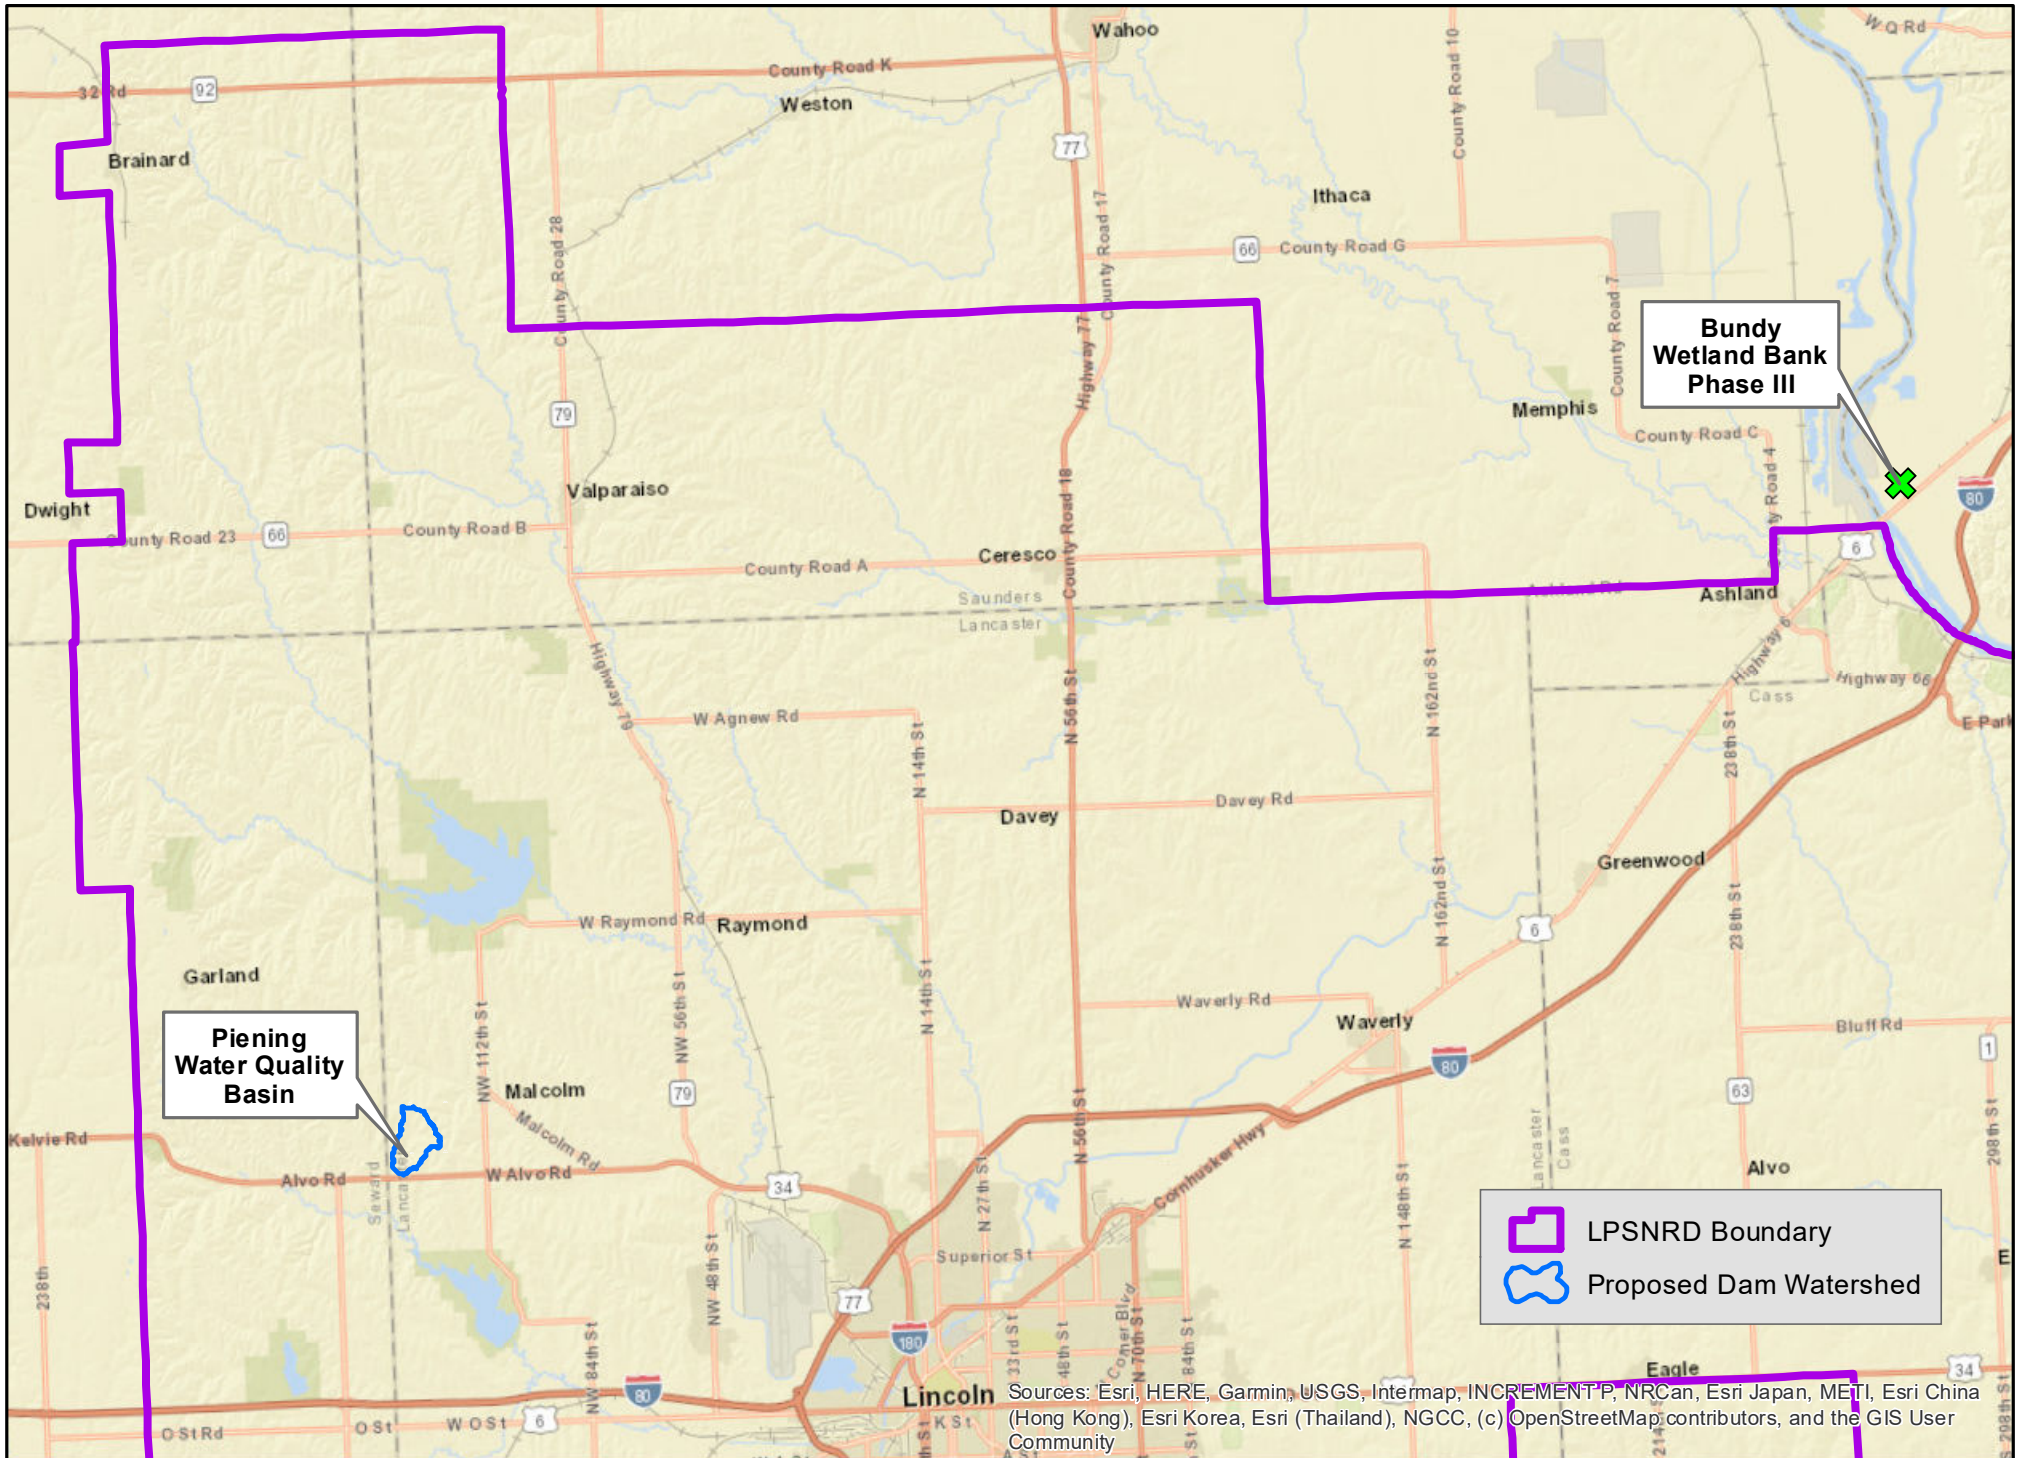 Wahoo
W Q Rd
County Road K
County Road 10
32 Rd
92
Weston
77
Brainard
Ithaca
County Road 17
County Road 28
66
County Road G
County Road 7
Bundy
Wetland Bank
Phase III
Highway 77
79
Memphis
County Road C
Valparaiso
80
Dwight
County Road 23
66
County Road B
County Road 18
6
Ceresco
County Road A
Saunders
Lancaster
Ashland Rd
Ashland
Highway 6
Highway 79
N 56th St
N 162nd St
Highway 66
Cass
W Agnew Rd
E Park
N 14th St
238th St
Davey Rd
Davey
Greenwood
N 162nd St
238th St
W Raymond Rd
Raymond
6
Garland
N 14th St
NW 56th St
NW 112th St
Waverly Rd
Waverly
Bluff Rd
Piening
Water Quality
Basin
1
80
Malcolm
79
63
Malcolm Rd
N 56th St
Lancaster
Cass
298th St
Kelvie Rd
Cornhusker Hwy
Alvo Rd
W Alvo Rd
Alvo
34
Seward
N 27th St
N 148th St
LPSNRD Boundary
Proposed Dam Watershed
Superior St
238th
NW 48th St
77
180
33rd St
48th St
N 70th St
84th St
NW 84th St
80
Eagle
34
Lincoln
O St Rd
O St
W O St
6
K St
298th St
Sources: Esri, HERE, Garmin, USGS, Intermap, INCREMENT P, NRCan, Esri Japan, METI, Esri China
(Hong Kong), Esri Korea, Esri (Thailand), NGCC, (c) OpenStreetMap contributors, and the GIS User
Community